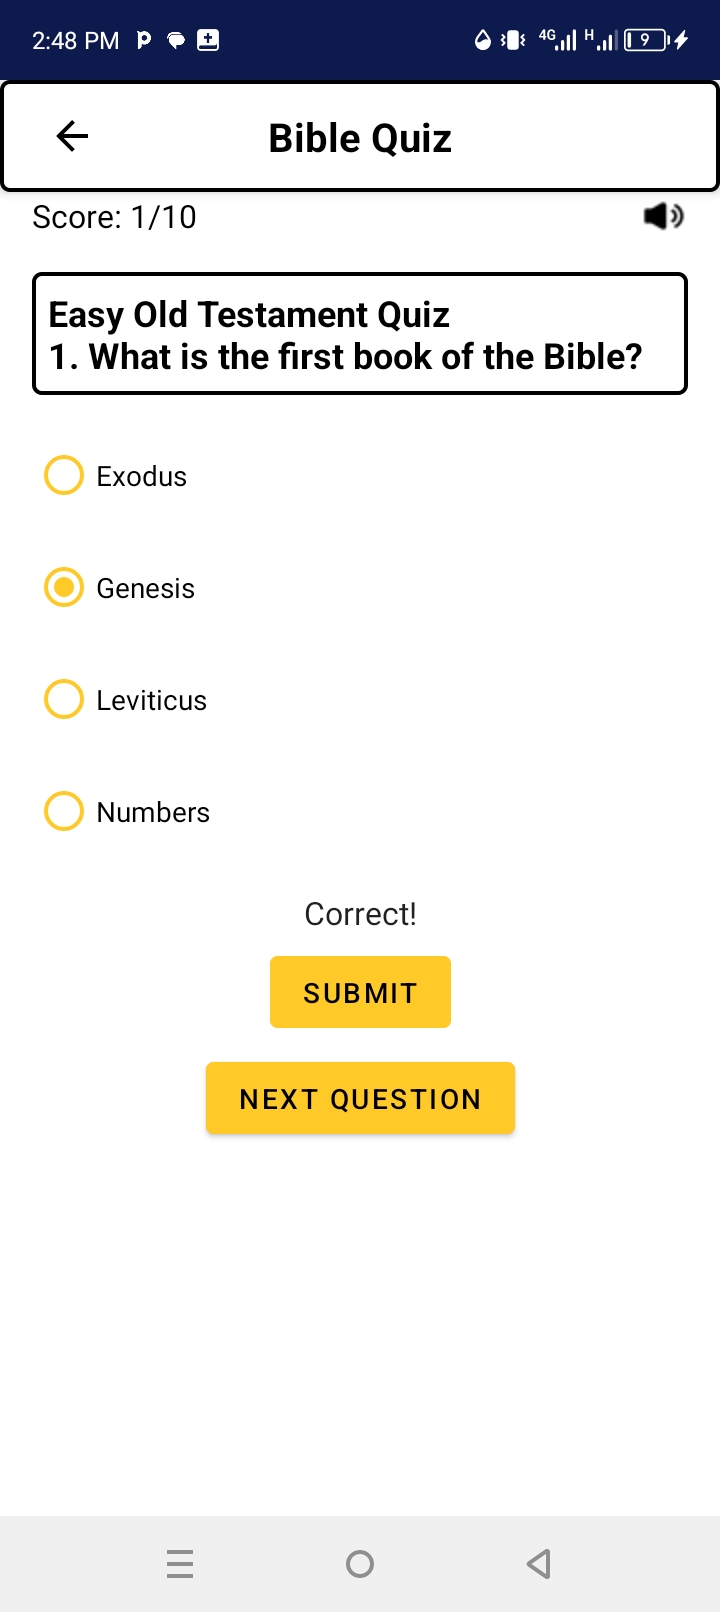 2:48 PM
4G H 9
Bible Quiz
Score: 1/10
Easy Old Testament Quiz
1. What is the first book of the Bible?
Exodus
Genesis
Leviticus
Numbers
Correct!
SUBMIT
NEXT QUESTION